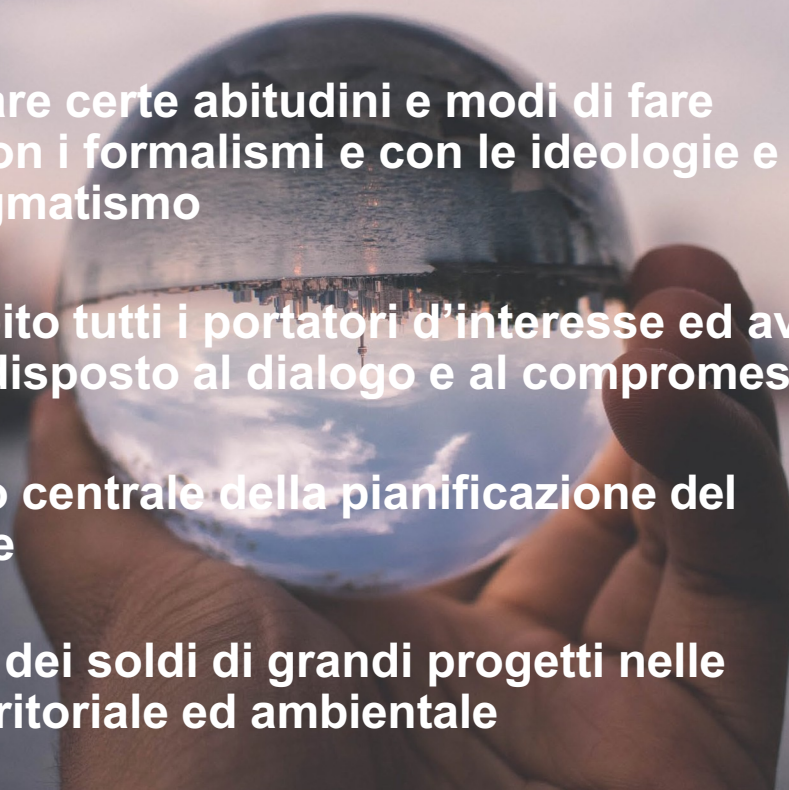 are certe abitudini e modi di fare
on i formalismi e con le ideologie e
gmatismo
ito tutti i portatori d’interesse ed av
disposto al dialogo e al compromes
o centrale della pianificazione del
e
dei soldi di grandi progetti nelle
ritoriale ed ambientale